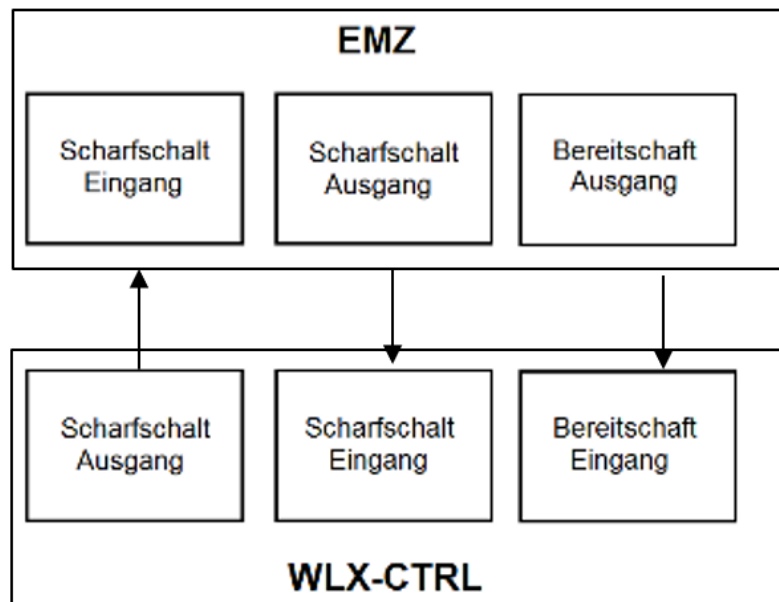 EMZ
Scharfschalt
Eingang
Scharfschalt
Ausgang
Bereitschaft
Ausgang
Scharfschalt
Ausgang
Scharfschalt
Eingang
Bereitschaft
Eingang
WLX-CTRL